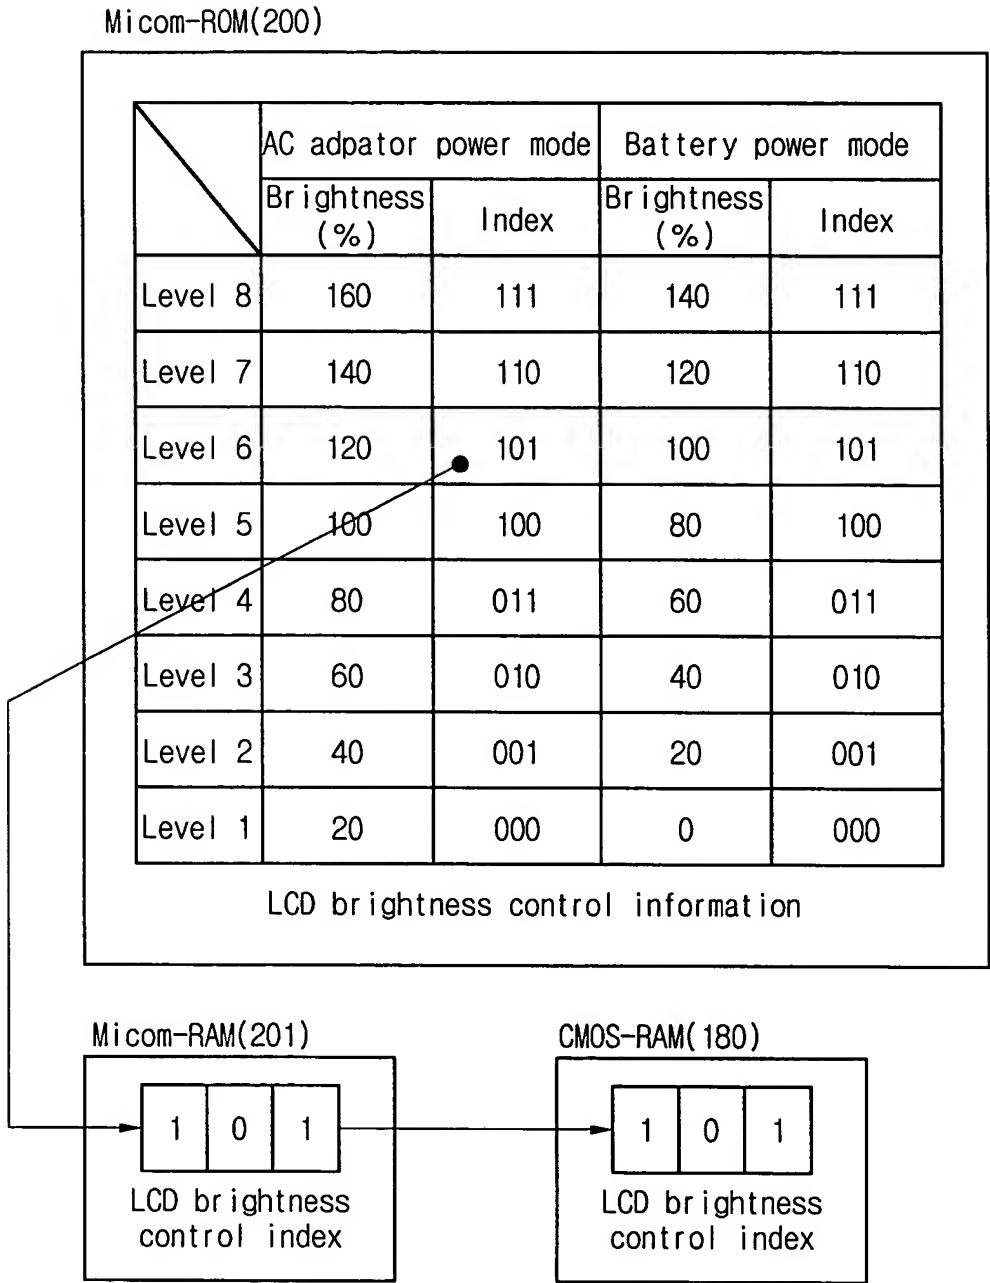 Micom-ROM(200)
AC adpator power mode Battery power mode
Brightness (%) Index Brightness (%) Index
Level 8 160 111 140 111
Level 7 140 110 120 110
Level 6 120 101 100 101
Level 5 100 100 80 100
Level 4 80 011 60 011
Level 3 60 010 40 010
Level 2 40 001 20 001
Level 1 20 000 0 000
LCD brightness control information
Micom-RAM(201) CMOS-RAM(180)
1 0 1 1 0 1
LCD brightness LCD brightness
control index control index